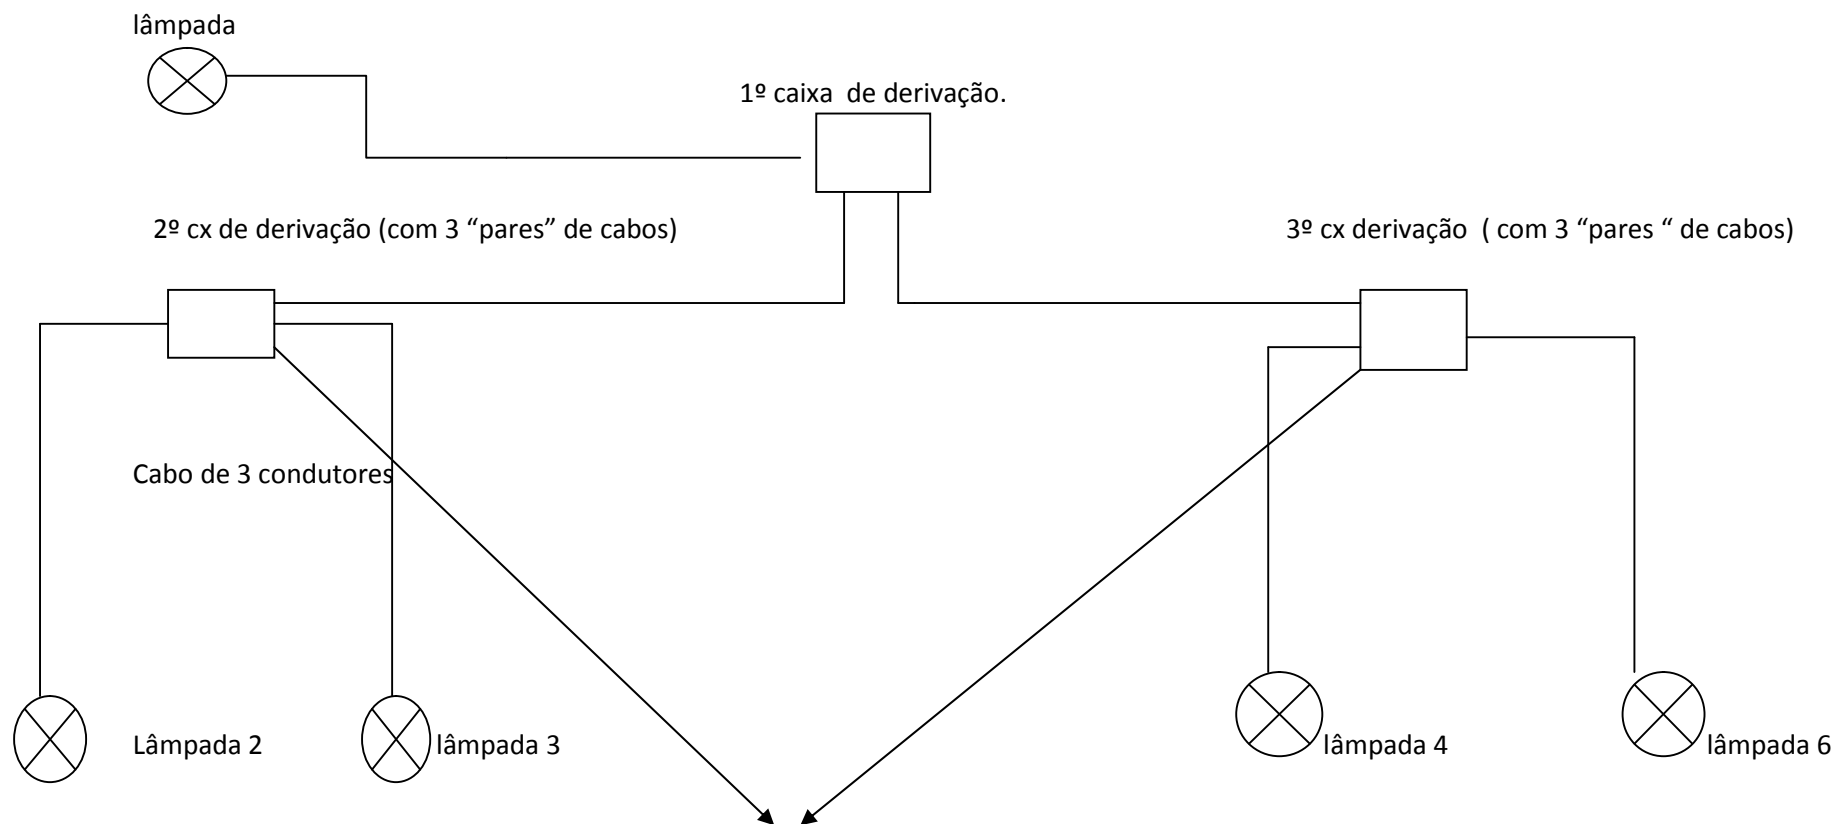 lâmpada
1º caixa  de derivação.
2º cx de derivação (com 3 “pares” de cabos)
3º cx derivação  ( com 3 “pares “ de cabos)
Cabo de 3 condutores
Lâmpada 2
lâmpada 3
lâmpada 4
lâmpada 6